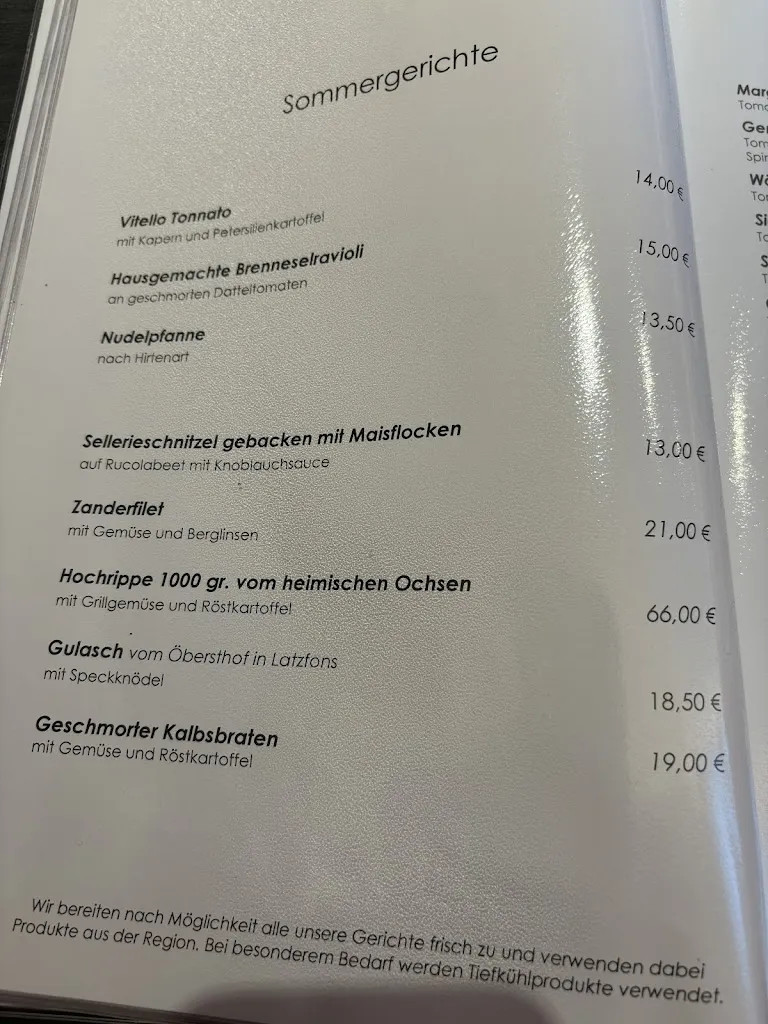 Sommergerichte
Vitello Tonnato 14,00 €
mit Kapern und Petersilienkartoffel
Hausgemachte Brenneselravioli 15,00 €
an geschmorten Datteltomaten
Nudelpfanne 13,50 €
nach Hirtenart
Sellerieschnitzel gebacken mit Maisflocken 13,00 €
auf Rucolabeet mit Knoblauchsauce
Zanderfilet 21,00 €
mit Gemüse und Berglinsen
Hochrippe 1000 gr. vom heimischen Ochsen 66,00 €
mit Grillgemüse und Röstkartoffel
Gulasch vom Öbersthof in Latzfons 18,50 €
mit Speckknödel
Geschmorter Kalbsbraten 19,00 €
mit Gemüse und Röstkartoffel
Wir bereiten nach Möglichkeit alle unsere Gerichte frisch zu und verwenden dabei
Produkte aus der Region. Bei besonderem Bedarf werden Tiefkühlprodukte verwendet.